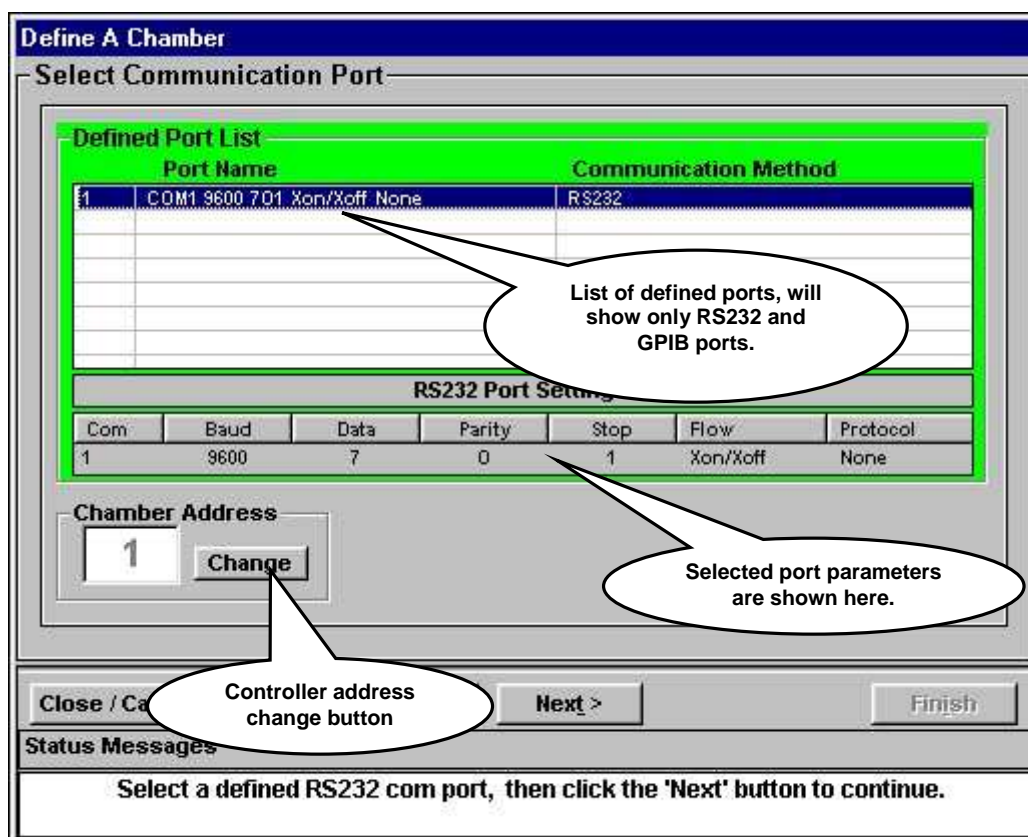 Define A Chamber
Select Communication Port
Defined Port List
Port Name Communication Method
1 COM1 9600 7O1 Xon/Xoff None RS232
List of defined ports, will
show only RS232 and
GPIB ports.
RS232 Port
Com Baud Data Parity Stop Flow Protocol
1 9600 7 O 1 Xon/Xoff None
Chamber Address
1 Change
Selected port parameters
are shown here.
Controller address
change button
Close / Next > Finish
Status Messages
Select a defined RS232 com port, then click the 'Next' button to continue.